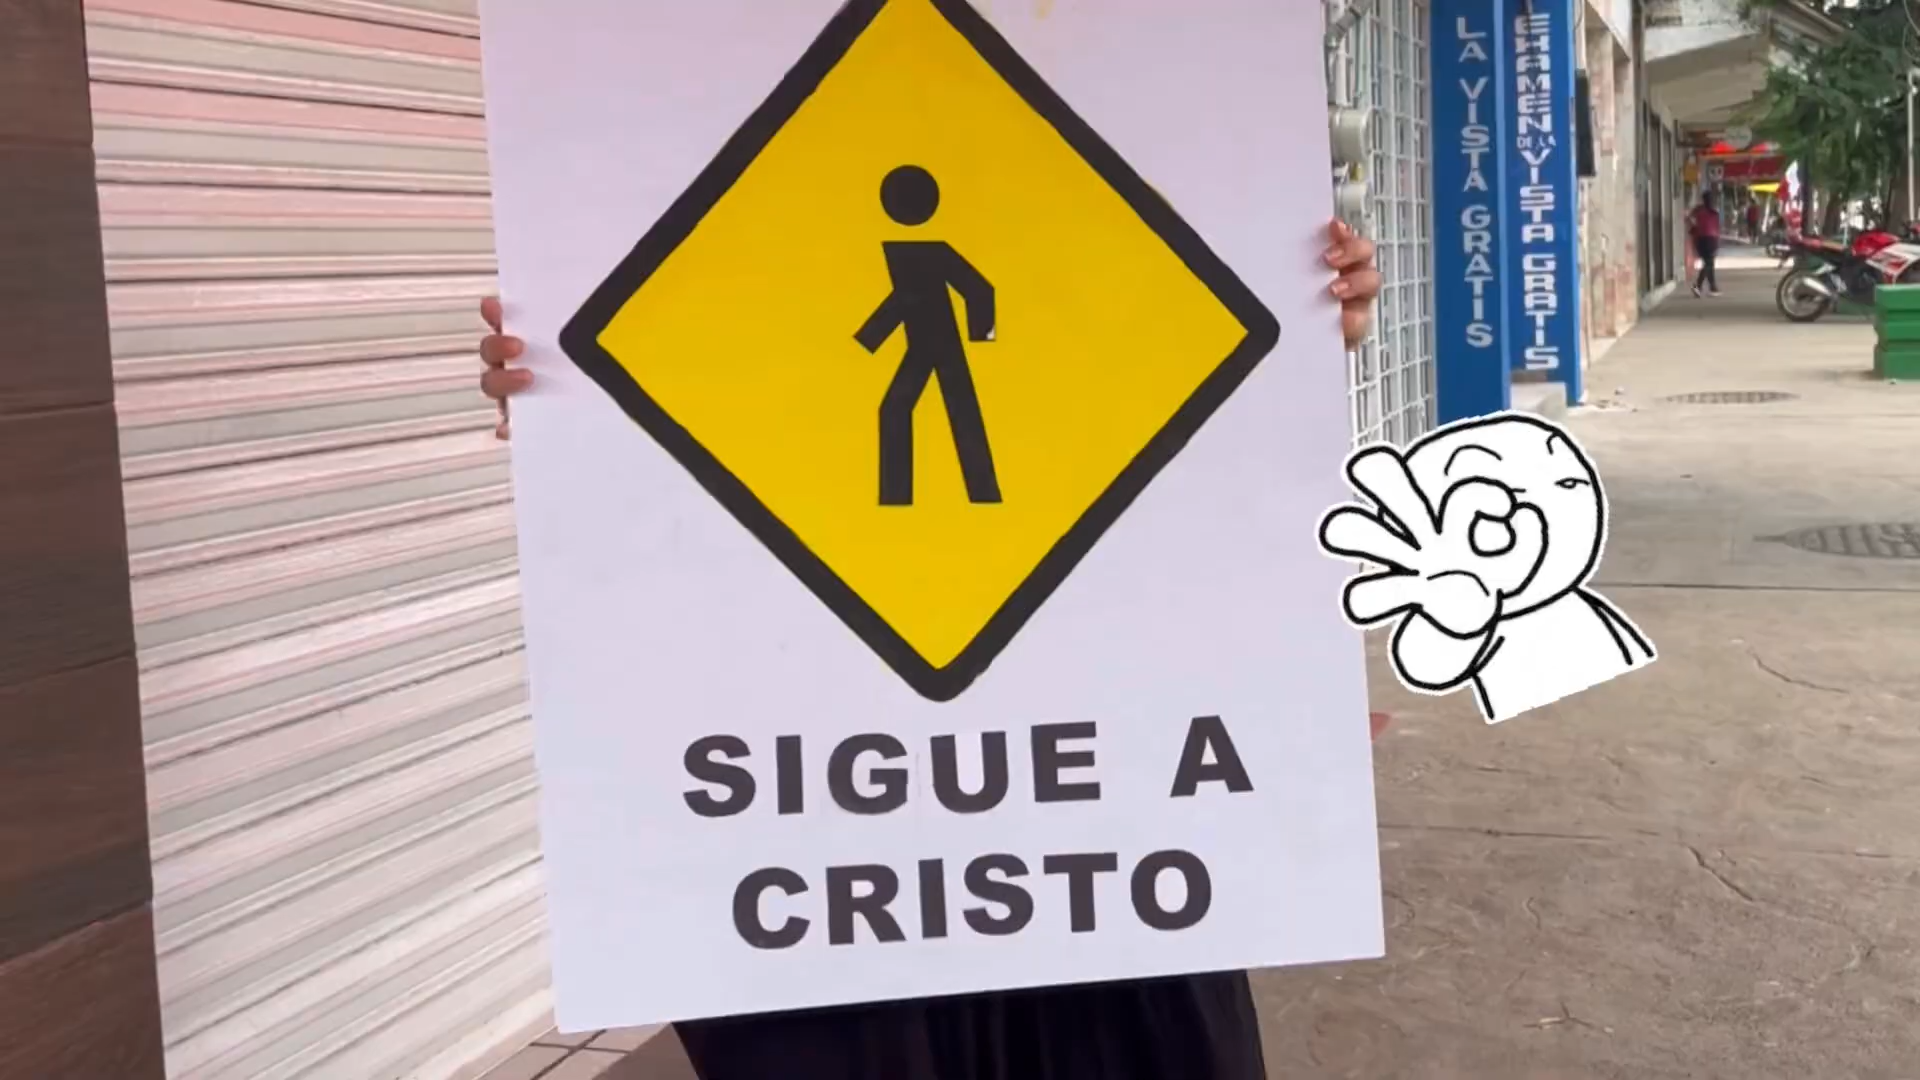 SIGUE A
CRISTO
LA VISTA GRATIS
EXAMEN
DE LA
VISTA GRATIS